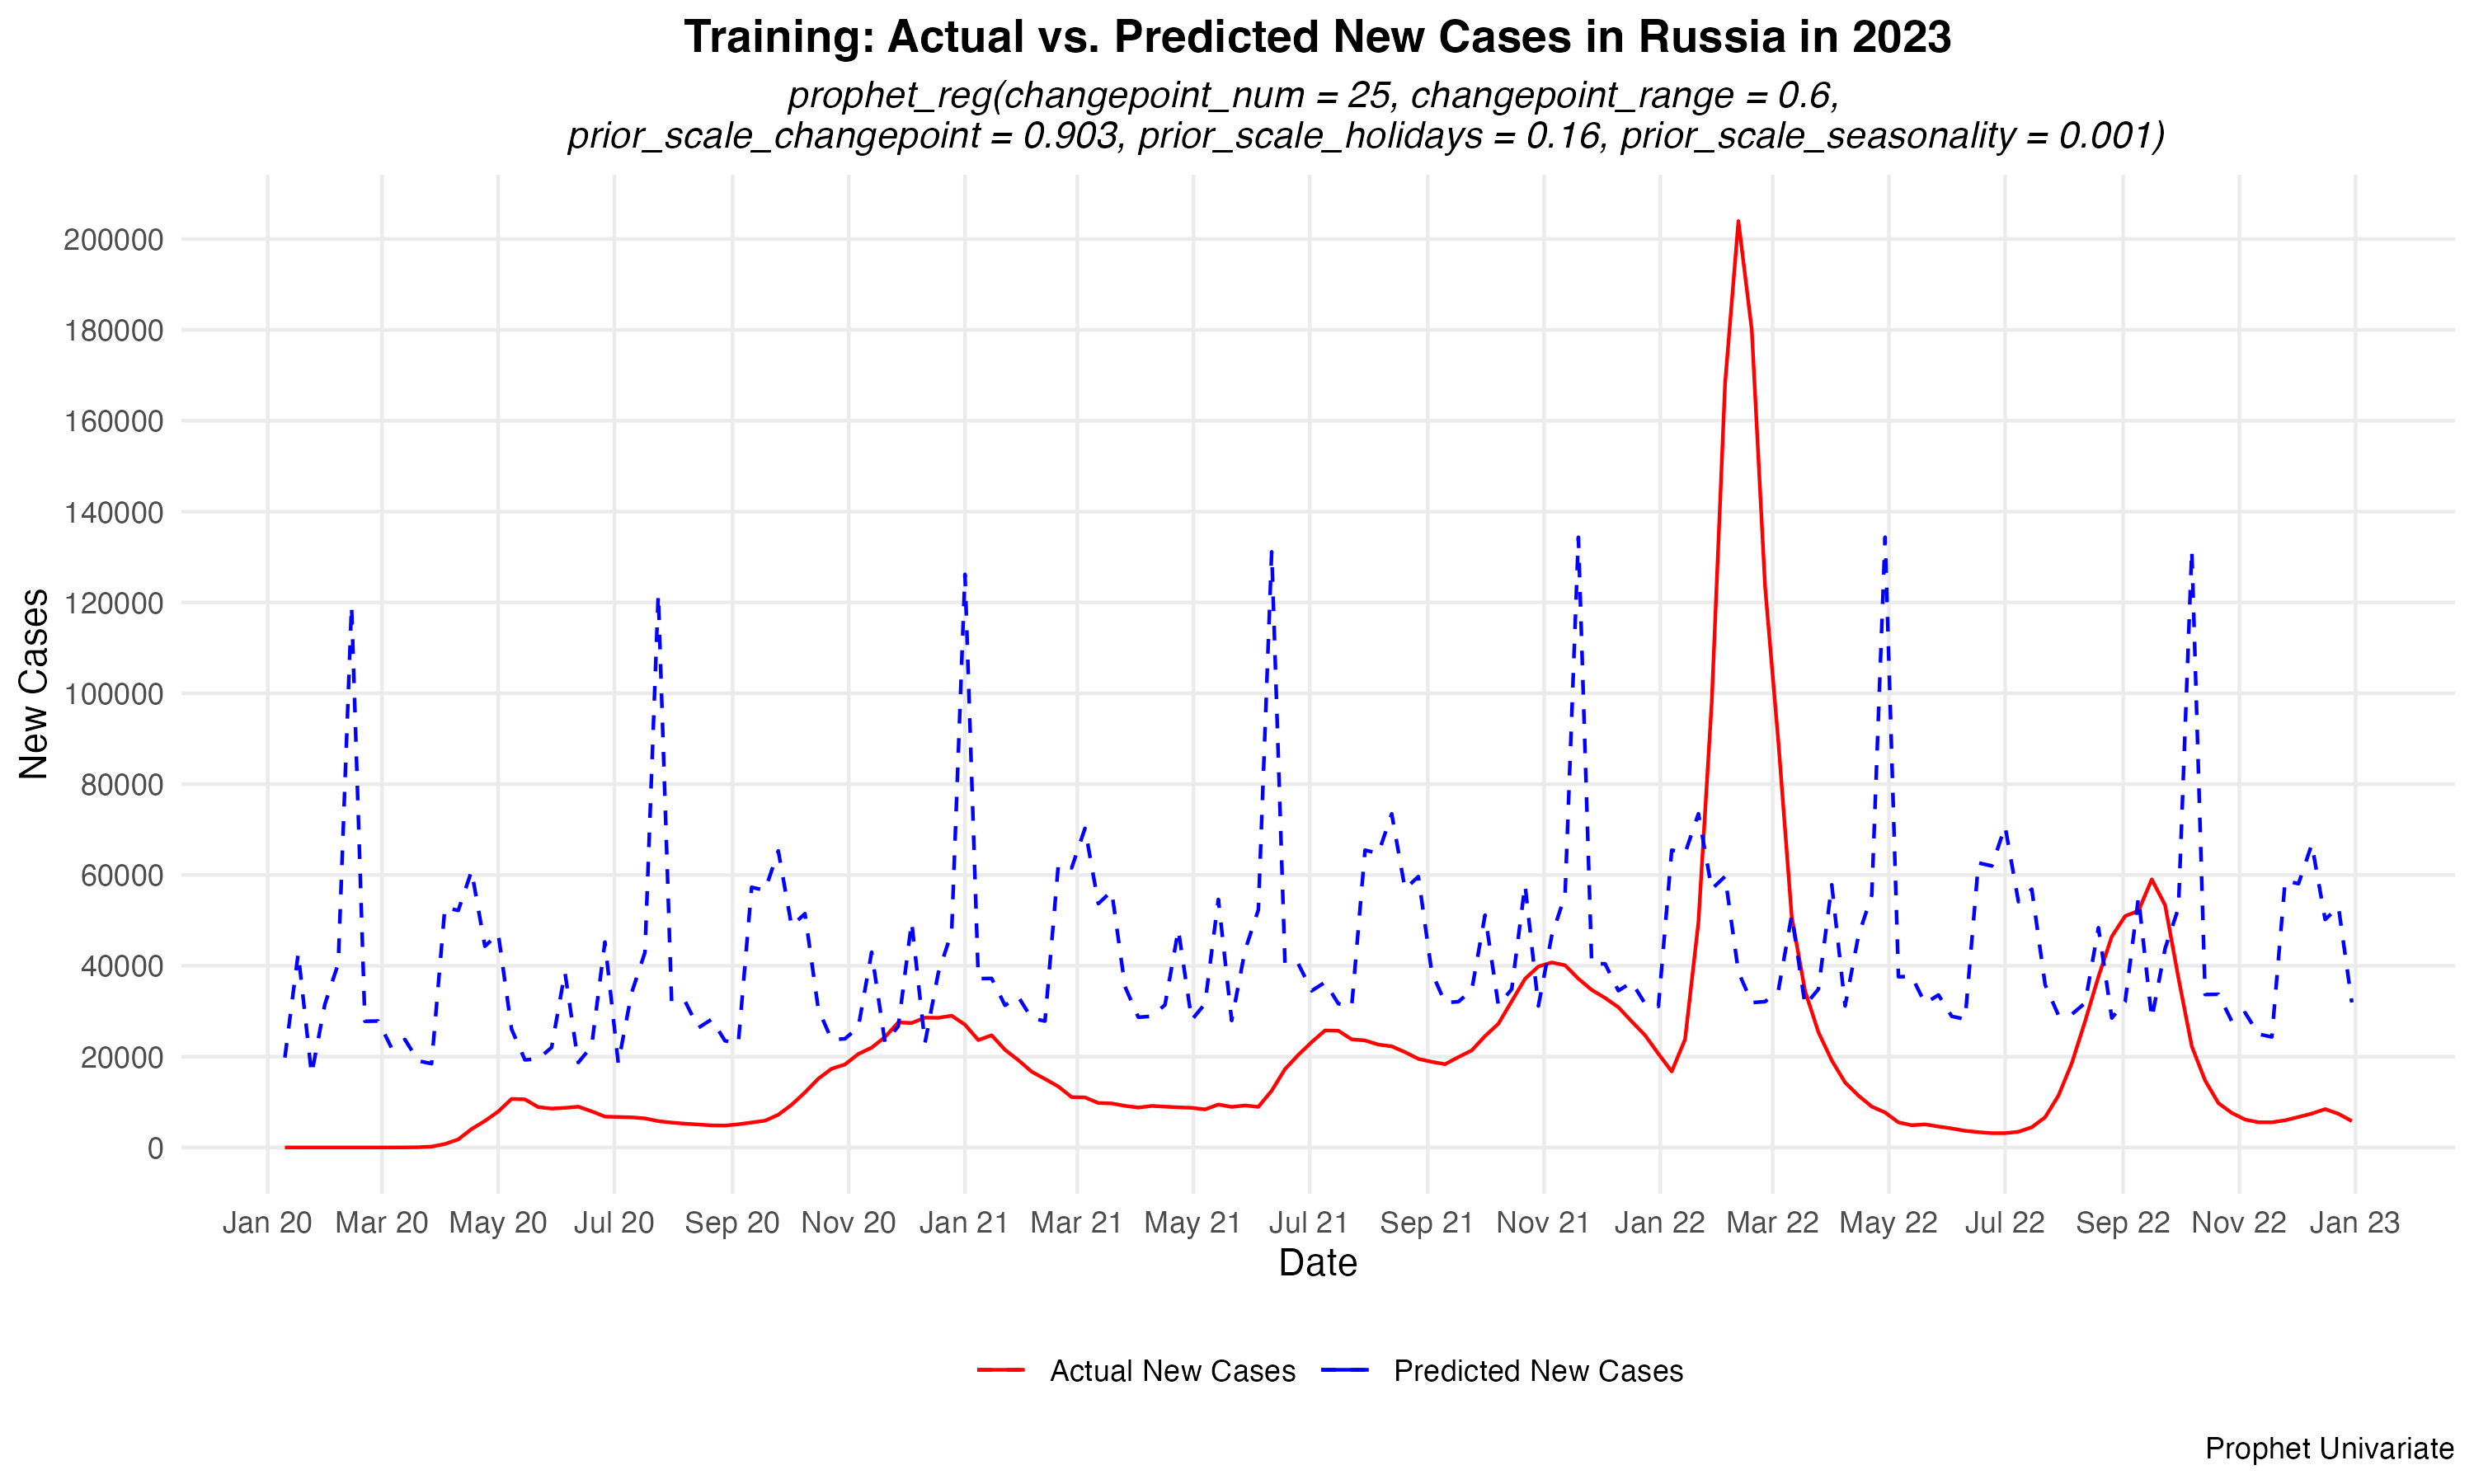 Training: Actual vs. Predicted New Cases in Russia in 2023
prophet_reg(changepoint_num = 25, changepoint_range = 0.6,
prior_scale_changepoint = 0.903, prior_scale_holidays = 0.16, prior_scale_seasonality = 0.001)
New Cases
200000
180000
160000
140000
120000
100000
80000
60000
40000
20000
0
Jan 20 Mar 20 May 20 Jul 20 Sep 20 Nov 20 Jan 21 Mar 21 May 21 Jul 21 Sep 21 Nov 21 Jan 22 Mar 22 May 22 Jul 22 Sep 22 Nov 22 Jan 23
Date
Actual New Cases Predicted New Cases
Prophet Univariate